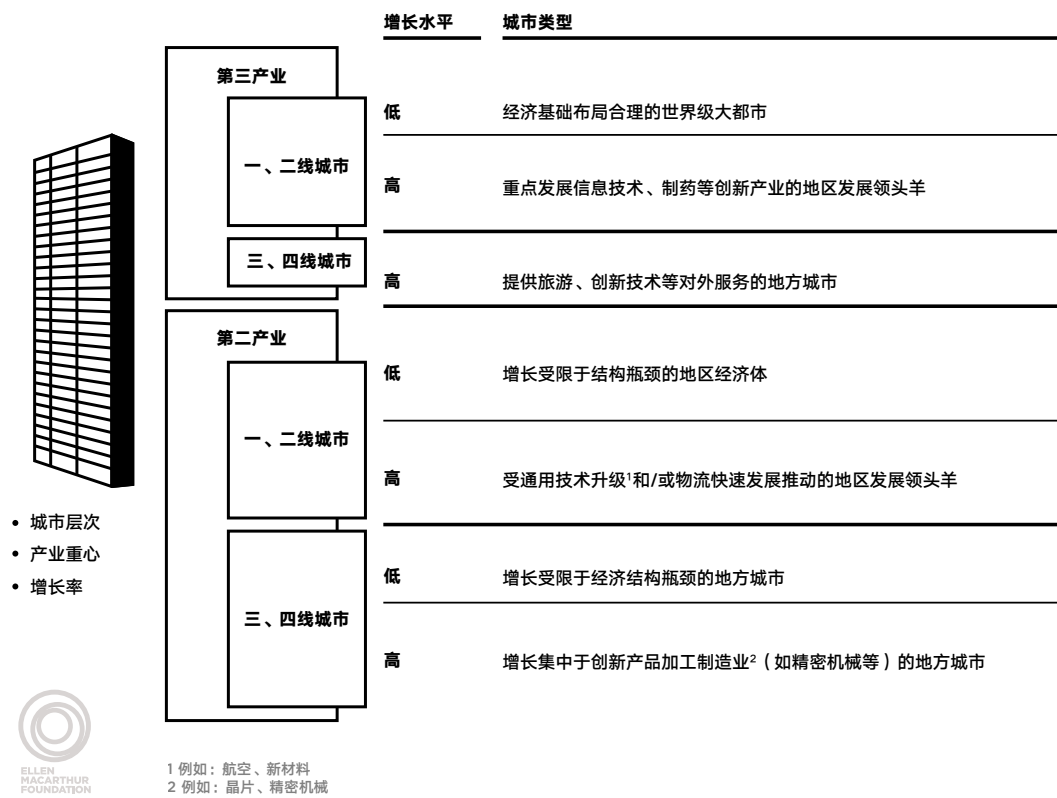 增长水平 城市类型
第三产业
一、二线城市
低 经济基础布局合理的世界级大都市
高 重点发展信息技术、制药等创新产业的地区发展领头羊
三、四线城市
高 提供旅游、创新技术等对外服务的地方城市
第二产业
一、二线城市
低 增长受限于结构瓶颈的地区经济体
高 受通用技术升级¹和/或物流快速发展推动的地区发展领头羊
三、四线城市
低 增长受限于经济结构瓶颈的地方城市
高 增长集中于创新产品加工制造业²（如精密机械等）的地方城市
• 城市层次
• 产业重心
• 增长率
ELLEN
MACARTHUR
FOUNDATION
1 例如：航空、新材料
2 例如：晶片、精密机械